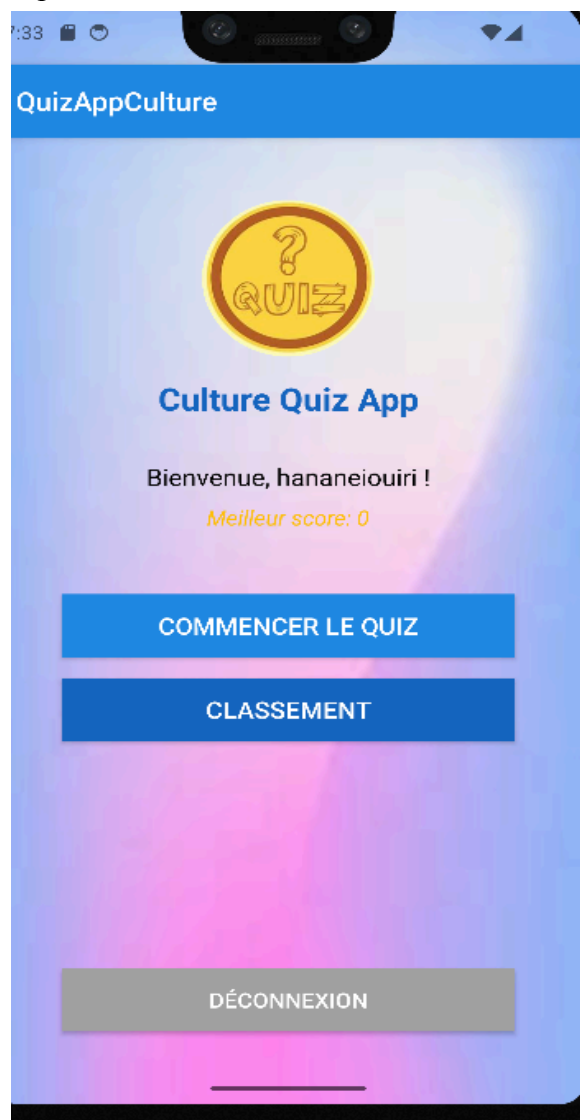 7:33
QuizAppCulture
?
QUIZ
Culture Quiz App
Bienvenue, hananeiouiri !
Meilleur score: 0
COMMENCER LE QUIZ
CLASSEMENT
DÉCONNEXION